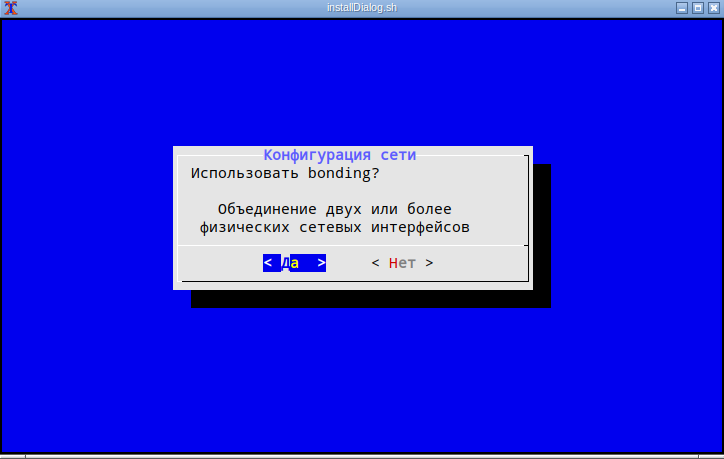 installDialog.sh
Конфигурация сети
Использовать bonding?
Объединение двух или более
физических сетевых интерфейсов
< Да > < Нет >